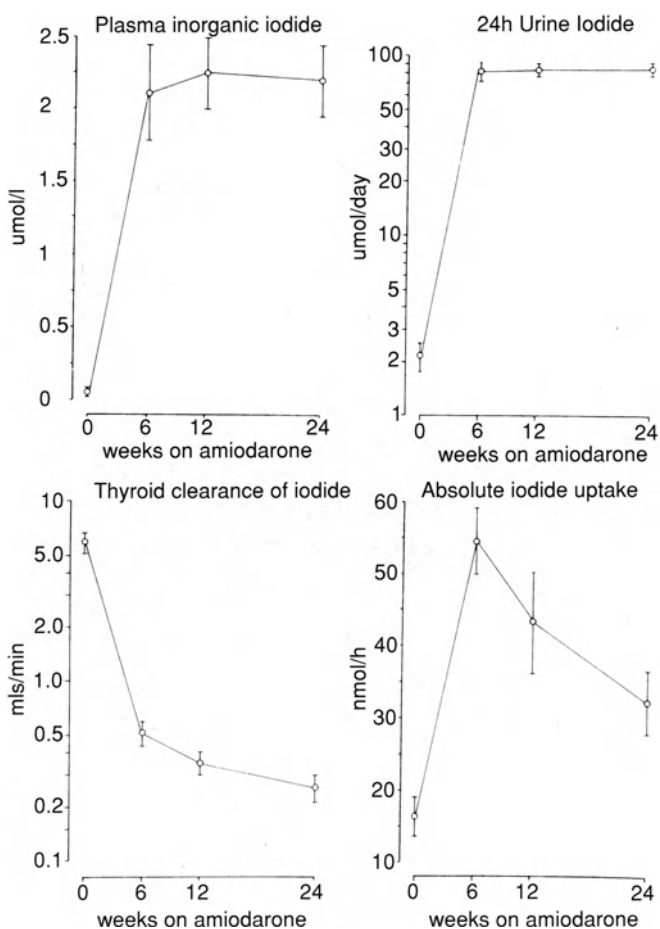 Plasma inorganic iodide
2.5
2
1.5
1
0.5
0
umol/l
0 6 12 24
weeks on amiodarone
24h Urine Iodide
100
80
50
30
20
10
5
3
2
1
umol/day
0 6 12 24
weeks on amiodarone
Thyroid clearance of iodide
10
5.0
2.0
1.0
0.5
0.2
0.1
mls/min
0 6 12 24
weeks on amiodarone
Absolute iodide uptake
60
50
40
30
20
10
nmol/h
0 6 12 24
weeks on amiodarone